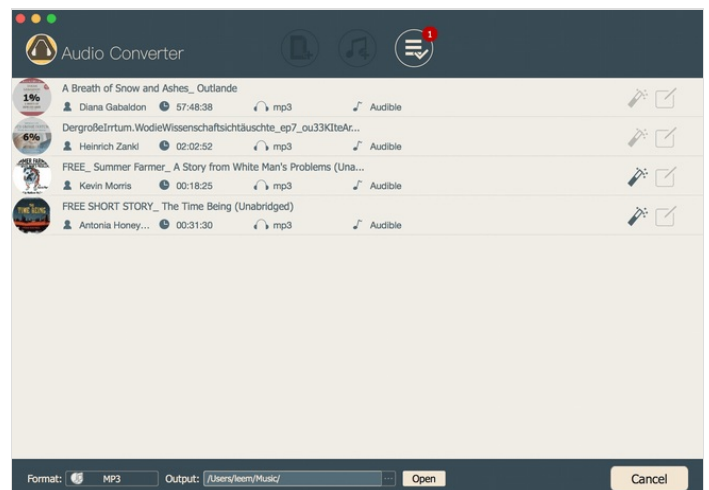 1
Audio Converter
A Breath of Snow and Ashes_ Outlande
1%
Diana Gabaldon 57:48:38 mp3 Audible
DergroßeIrrtum.WodieWissenschaftsichtäuschte_ep7_ou33KIteAr...
6%
Heinrich Zankl 02:02:52 mp3 Audible
FREE_ Summer Farmer_ A Story from White Man's Problems (Una...
Kevin Morris 00:18:25 mp3 Audible
FREE SHORT STORY_ The Time Being (Unabridged)
TIME BEING
Antonia Honey... 00:31:30 mp3 Audible
Format: MP3 Output: /Users/leem/Music/ ... Open Cancel